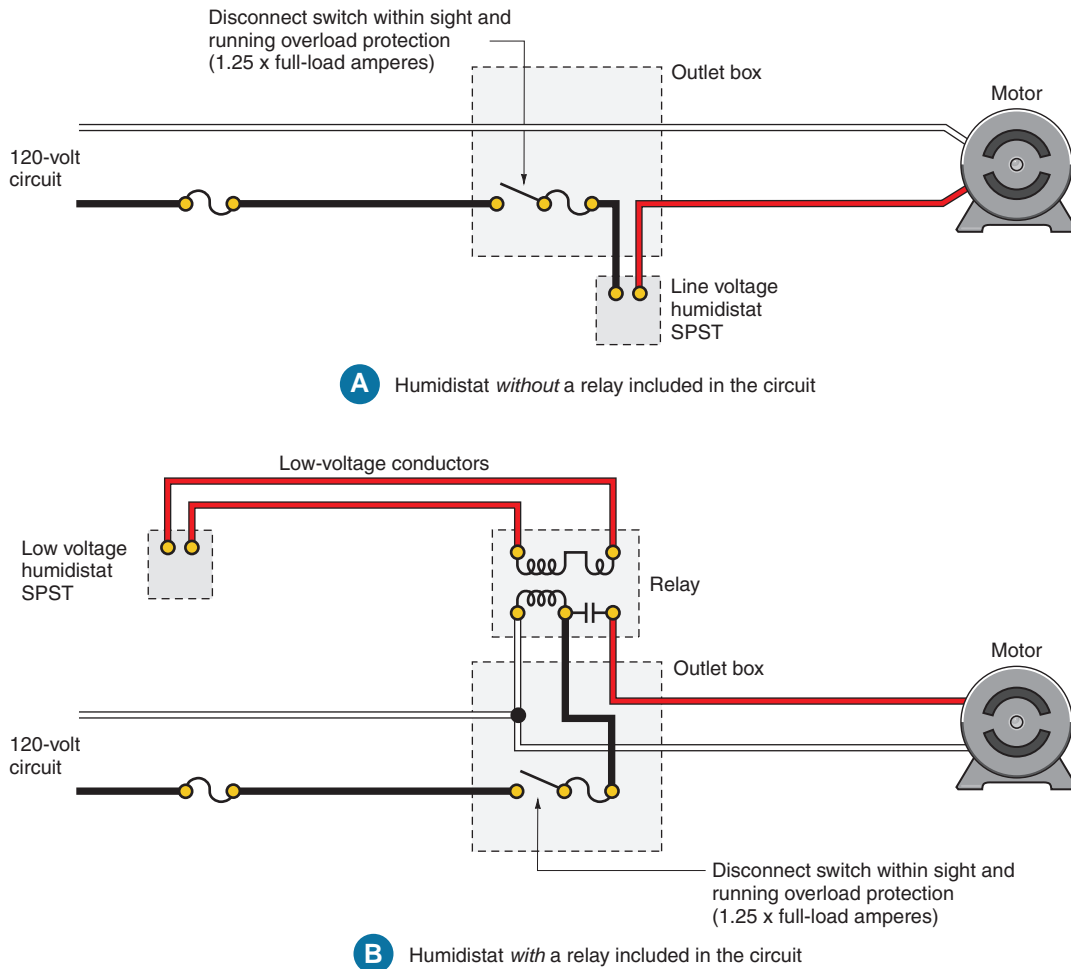 Disconnect switch within sight and
running overload protection
(1.25 x full-load amperes)
Outlet box
Motor
120-volt
circuit
Line voltage
humidistat
SPST
A Humidistat without a relay included in the circuit
Low-voltage conductors
Low voltage
humidistat
SPST
Relay
Outlet box
Motor
120-volt
circuit
Disconnect switch within sight and
running overload protection
(1.25 x full-load amperes)
B Humidistat with a relay included in the circuit